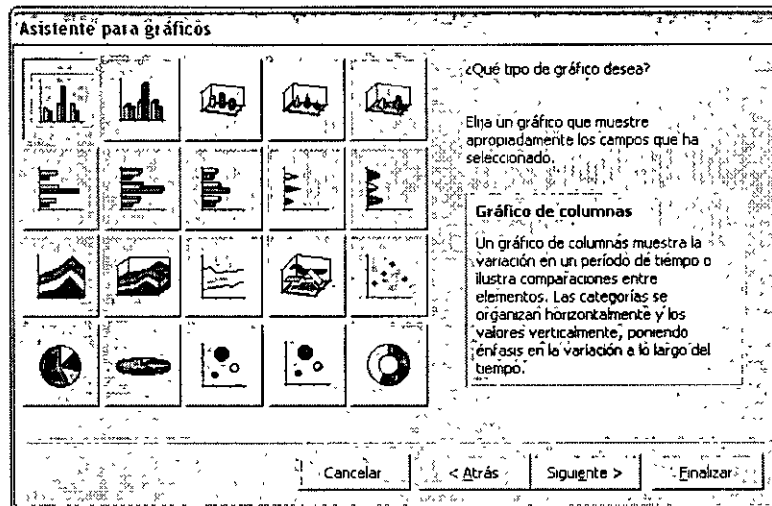 Asistente para gráficos
¿Qué tipo de gráfico desea?
Elija un gráfico que muestre
apropiadamente los campos que ha
seleccionado.
Gráfico de columnas
Un gráfico de columnas muestra la
variación en un período de tiempo o
ilustra comparaciones entre
elementos. Las categorías se
organizan horizontalmente y los
valores verticalmente, poniendo
énfasis en la variación a lo largo del
tiempo.
Cancelar
< Atrás
Siguiente >
Finalizar